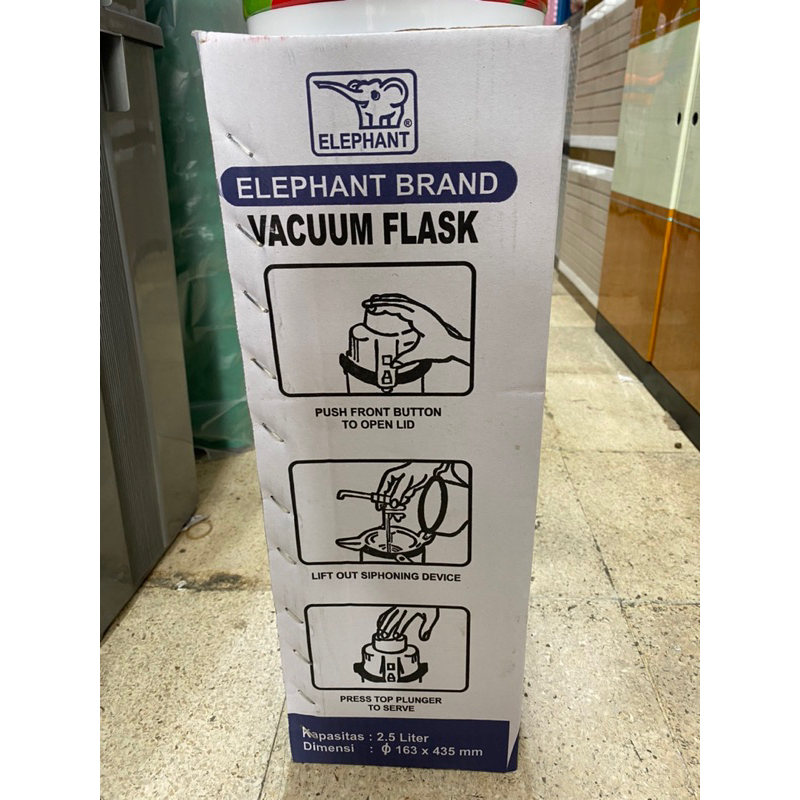 ELEPHANT®
ELEPHANT BRAND
VACUUM FLASK
PUSH FRONT BUTTON
TO OPEN LID
LIFT OUT SIPHONING DEVICE
PRESS TOP PLUNGER
TO SERVE
Kapasitas : 2.5 Liter
Dimensi : ϕ 163 x 435 mm